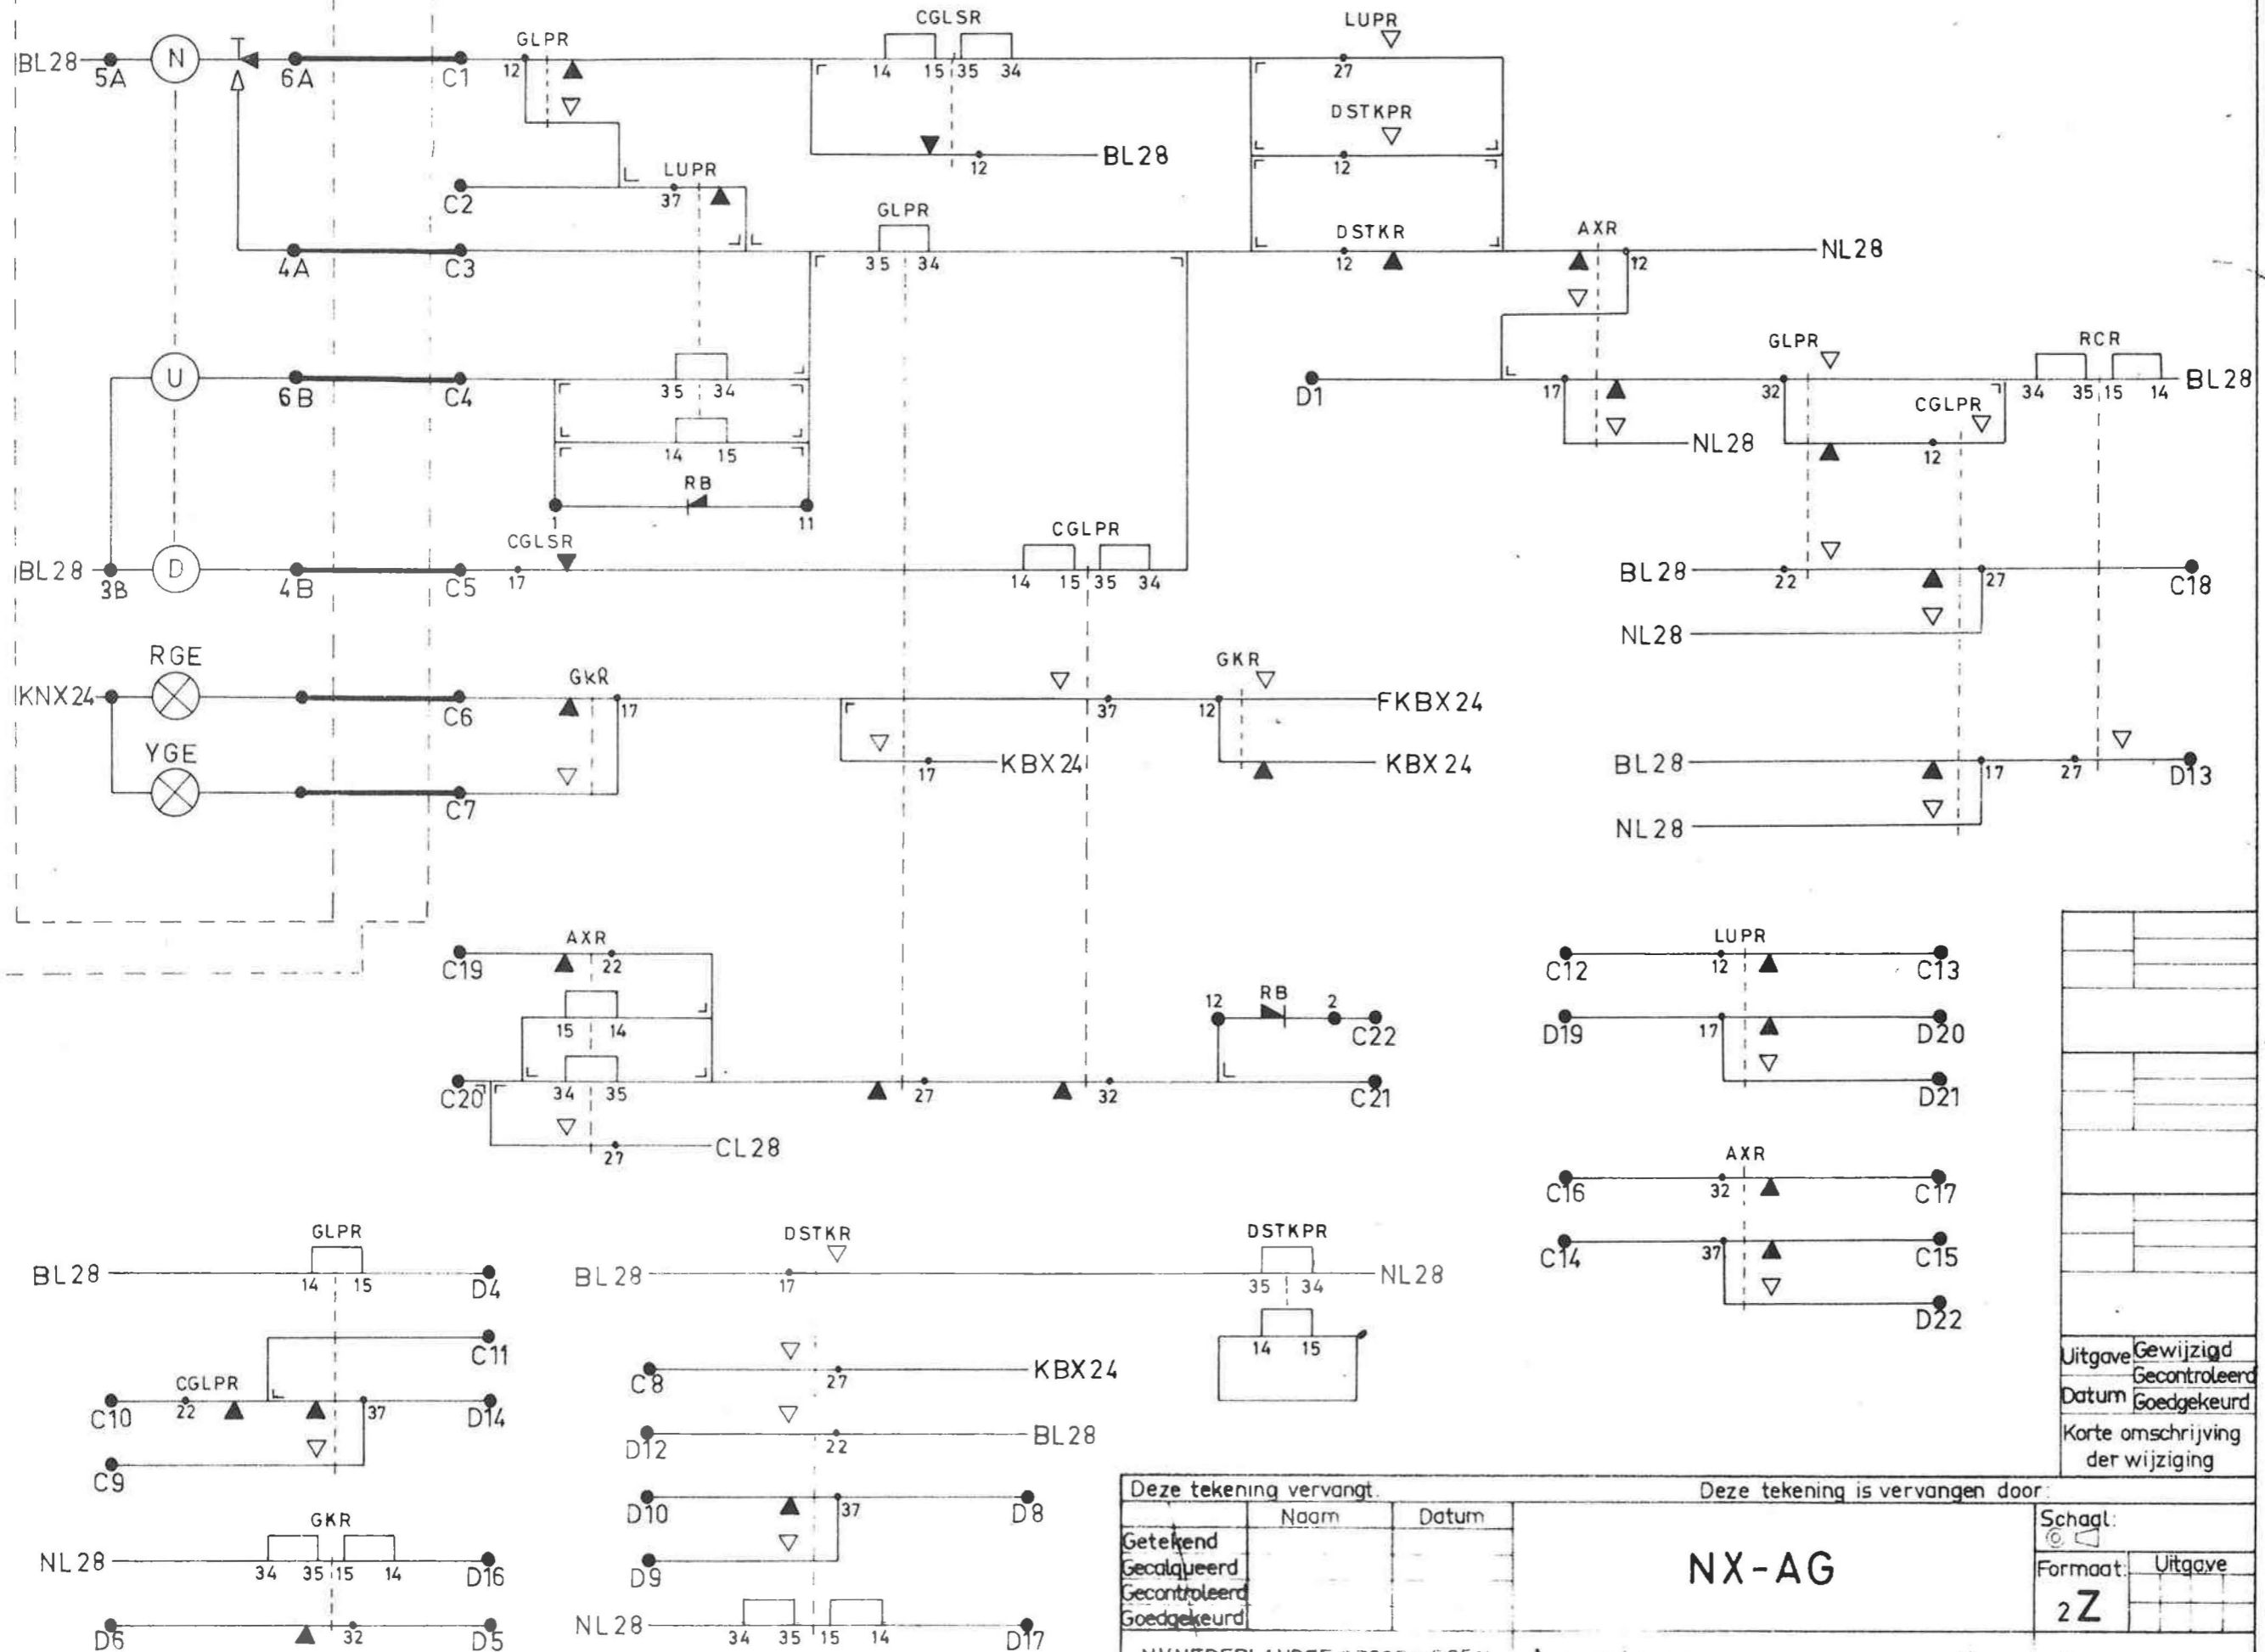 CGLSR
LUPR
GLPR
BL28 5A N T 6A C1 12 14 15 35 34 27
DSTKPR
12 BL28 12
LUPR
C2 37
GLPR DSTKR AXR
4A C3 35 34 12 12 NL28
GLPR RCR
U 6B C4 35 34 D1 17 32 34 35 15 14 BL28
CGLPR
14 15 NL28 12
RB
1 11
CGLSR CGLPR
BL28 3B D 4B C5 17 14 15 35 34 BL28 22 27 C18
NL28
RGE GKR GKR
KNX24 C6 17 37 12 FKBX24
YGE
17 KBX24 KBX24 BL28 17 27 D13
C7
NL28
AXR LUPR
C19 22 C12 12 C13
15 14 12 RB 2 C22 D19 17 D20
C20 34 35 27 32 C21 D21
27 CL28
AXR
C16 32 C17
C14 37 C15
D22
GLPR DSTKR DSTKPR
BL28 14 15 D4 BL28 17 35 34 NL28
C11 14 15
CGLPR C8 27 KBX24
C10 22 37 D14
D12 22 BL28
C9
D10 37 D8
GKR
NL28 34 35 15 14 D16 D9
D6 32 D5 NL28 34 35 15 14 D17
Uitgave Gewijzigd
Gecontroleerd
Datum Goedgekeurd
Korte omschrijving
der wijziging
Deze tekening vervangt. Deze tekening is vervangen door:
Naam Datum
Getekend
Gecalqueerd
Gecontroleerd
Goedgekeurd
NX-AG
Schaal:
Formaat: Uitgave
2 Z